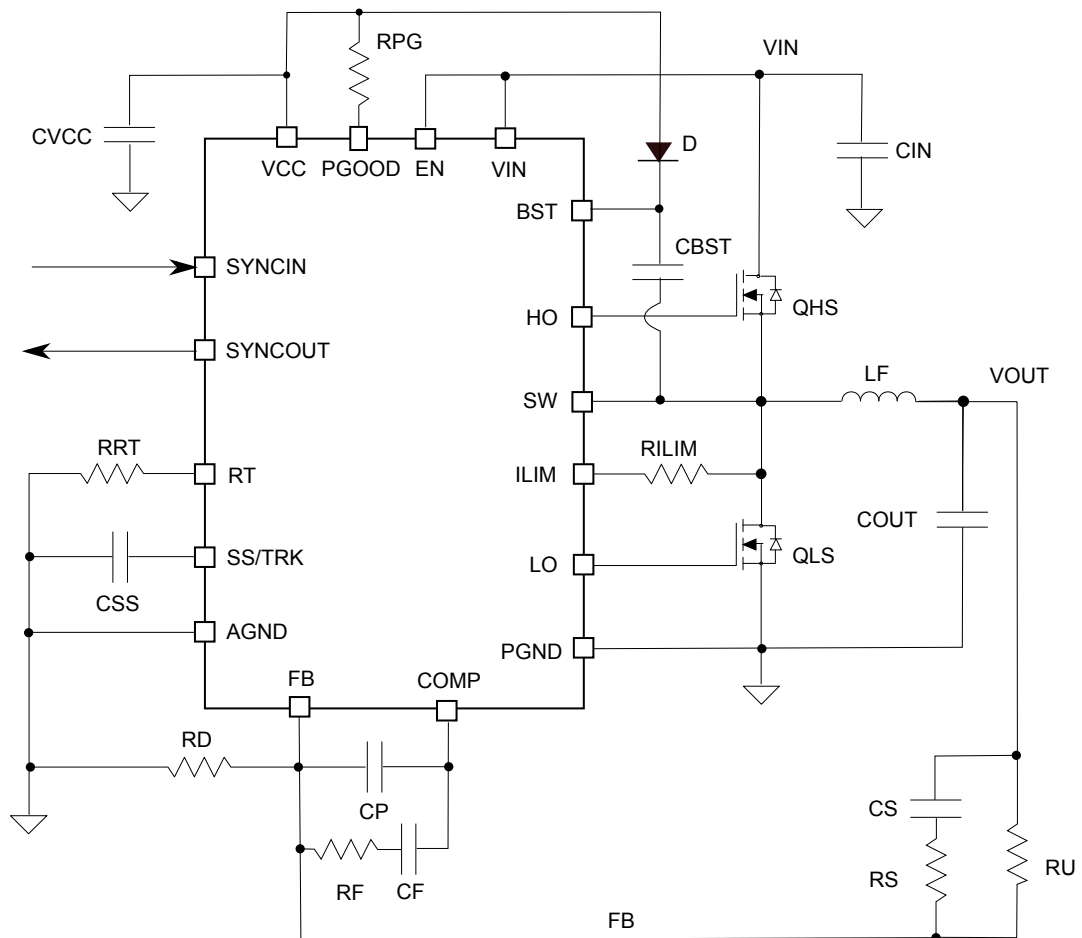 RPG
VIN
CVCC
D
CIN
VCC
PGOOD
EN
VIN
BST
CBST
SYNCIN
HO
QHS
SYNCOUT
LF
VOUT
SW
RRT
RT
ILIM
RILIM
COUT
SS/TRK
LO
QLS
CSS
AGND
PGND
FB
COMP
RD
CP
CS
RF
CF
RS
RU
FB